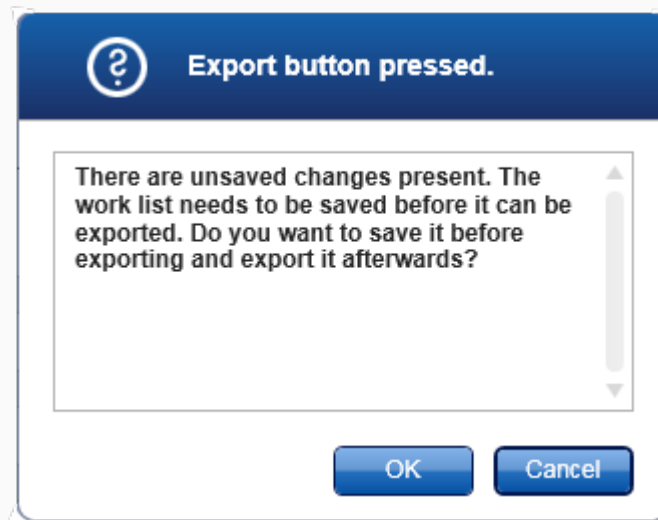 Export button pressed.
There are unsaved changes present. The
work list needs to be saved before it can be
exported. Do you want to save it before
exporting and export it afterwards?
OK
Cancel